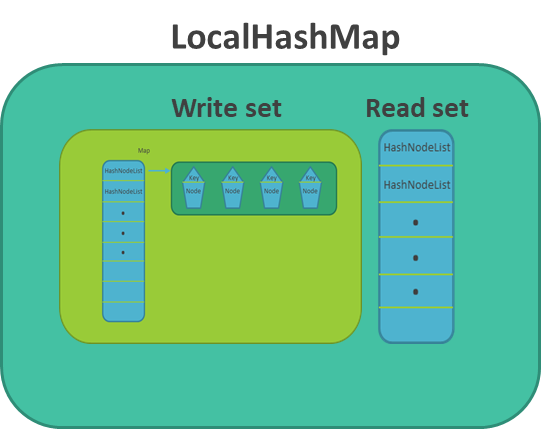 LocalHashMap
Write set
Read set
Map
HashNodeList
HashNodeList
Key
Key
Key
Key
Node
Node
Node
Node
HashNodeList
HashNodeList